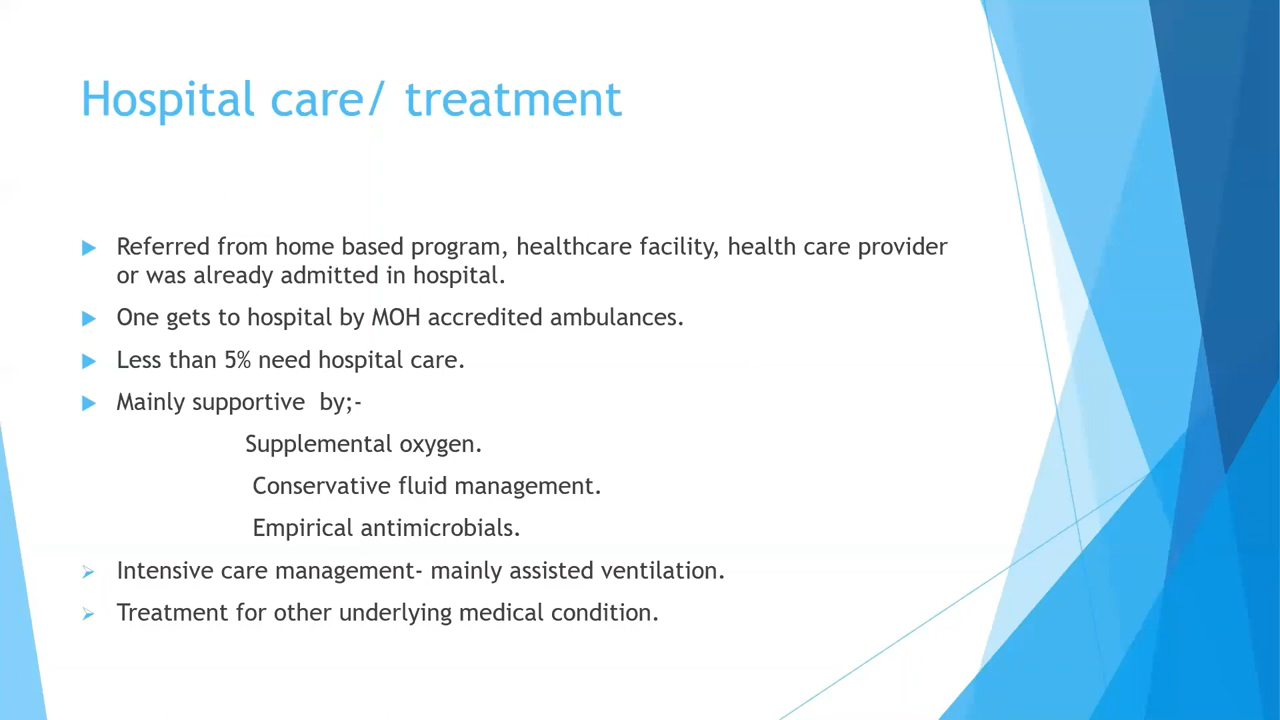 Hospital care/ treatment
Referred from home based program, healthcare facility, health care provider
or was already admitted in hospital.
One gets to hospital by MOH accredited ambulances.
Less than 5% need hospital care.
Mainly supportive  by;-
Supplemental oxygen.
Conservative fluid management.
Empirical antimicrobials.
Intensive care management- mainly assisted ventilation.
Treatment for other underlying medical condition.